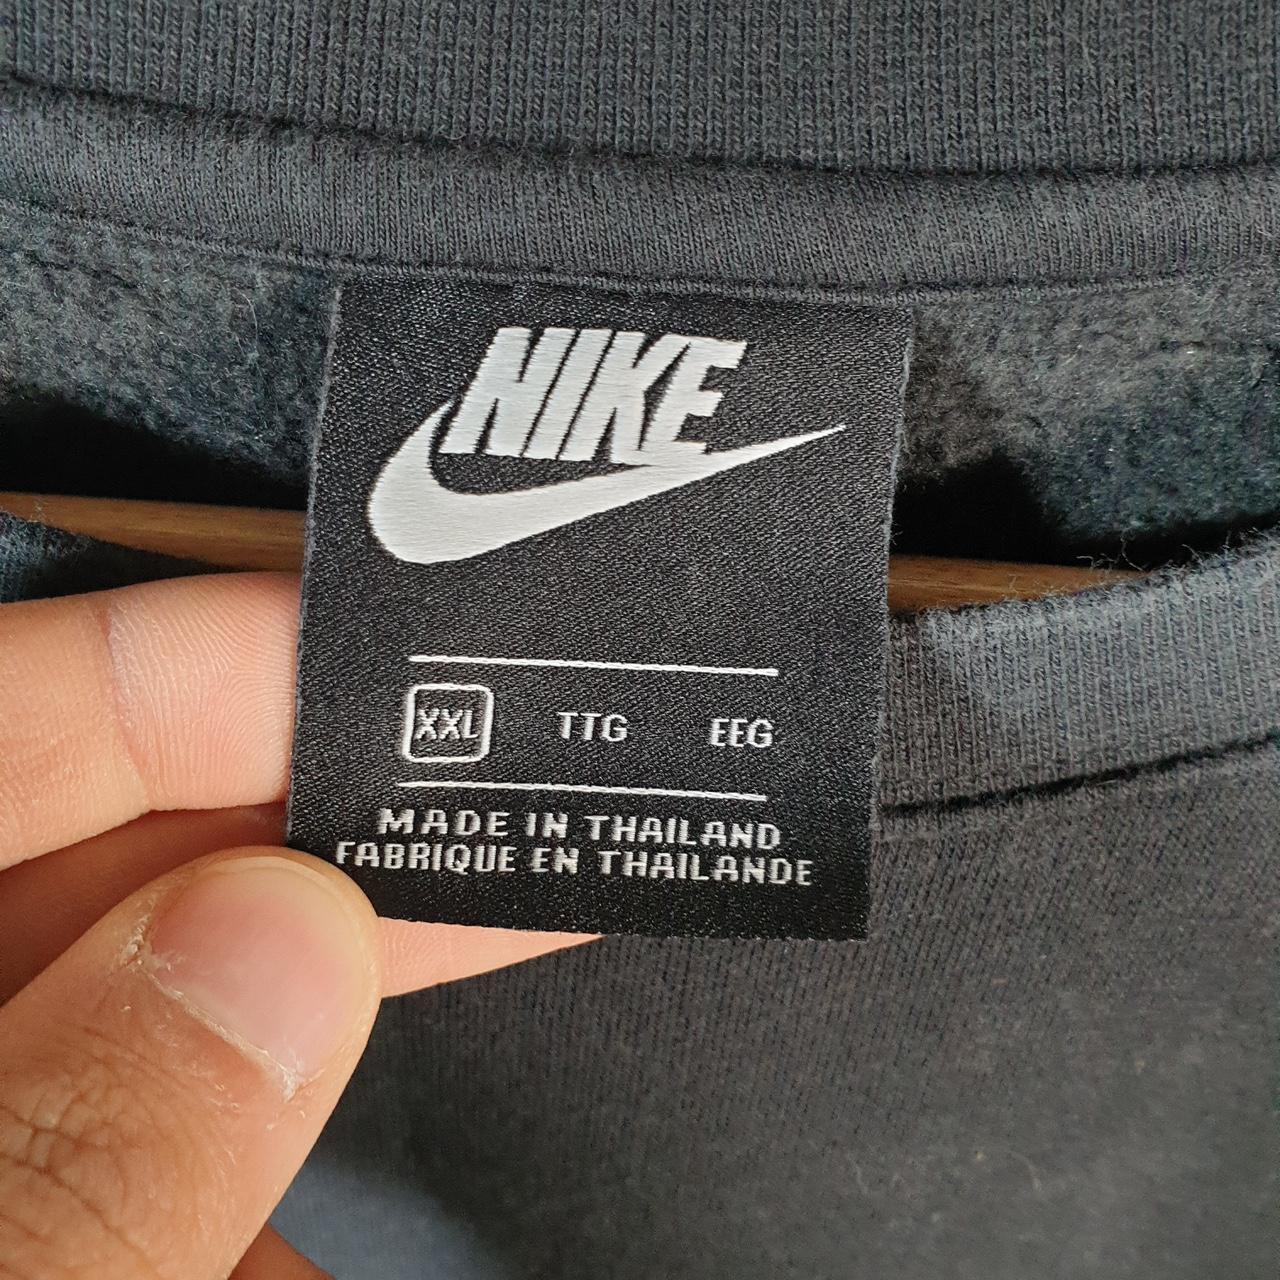 NIKE
XXL TTG EEG
MADE IN THAILAND
FABRIQUE EN THAILANDE